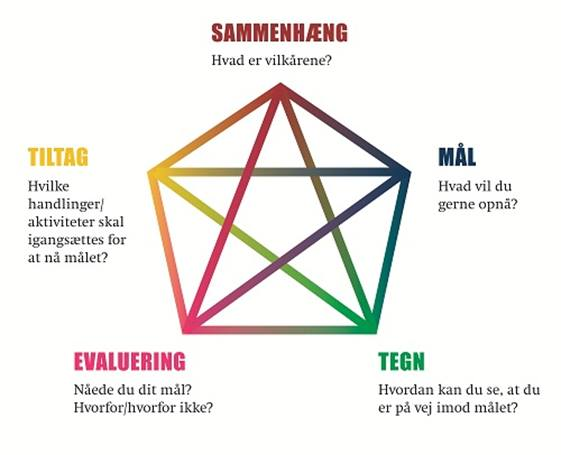 SAMMENHÆNG
Hvad er vilkårene?
TILTAG
Hvilke
handlinger/
aktiviteter skal
igangsættes for
at nå målet?
MÅL
Hvad vil du
gerne opnå?
EVALUERING
Nåede du dit mål?
Hvorfor/hvorfor ikke?
TEGN
Hvordan kan du se, at du
er på vej imod målet?